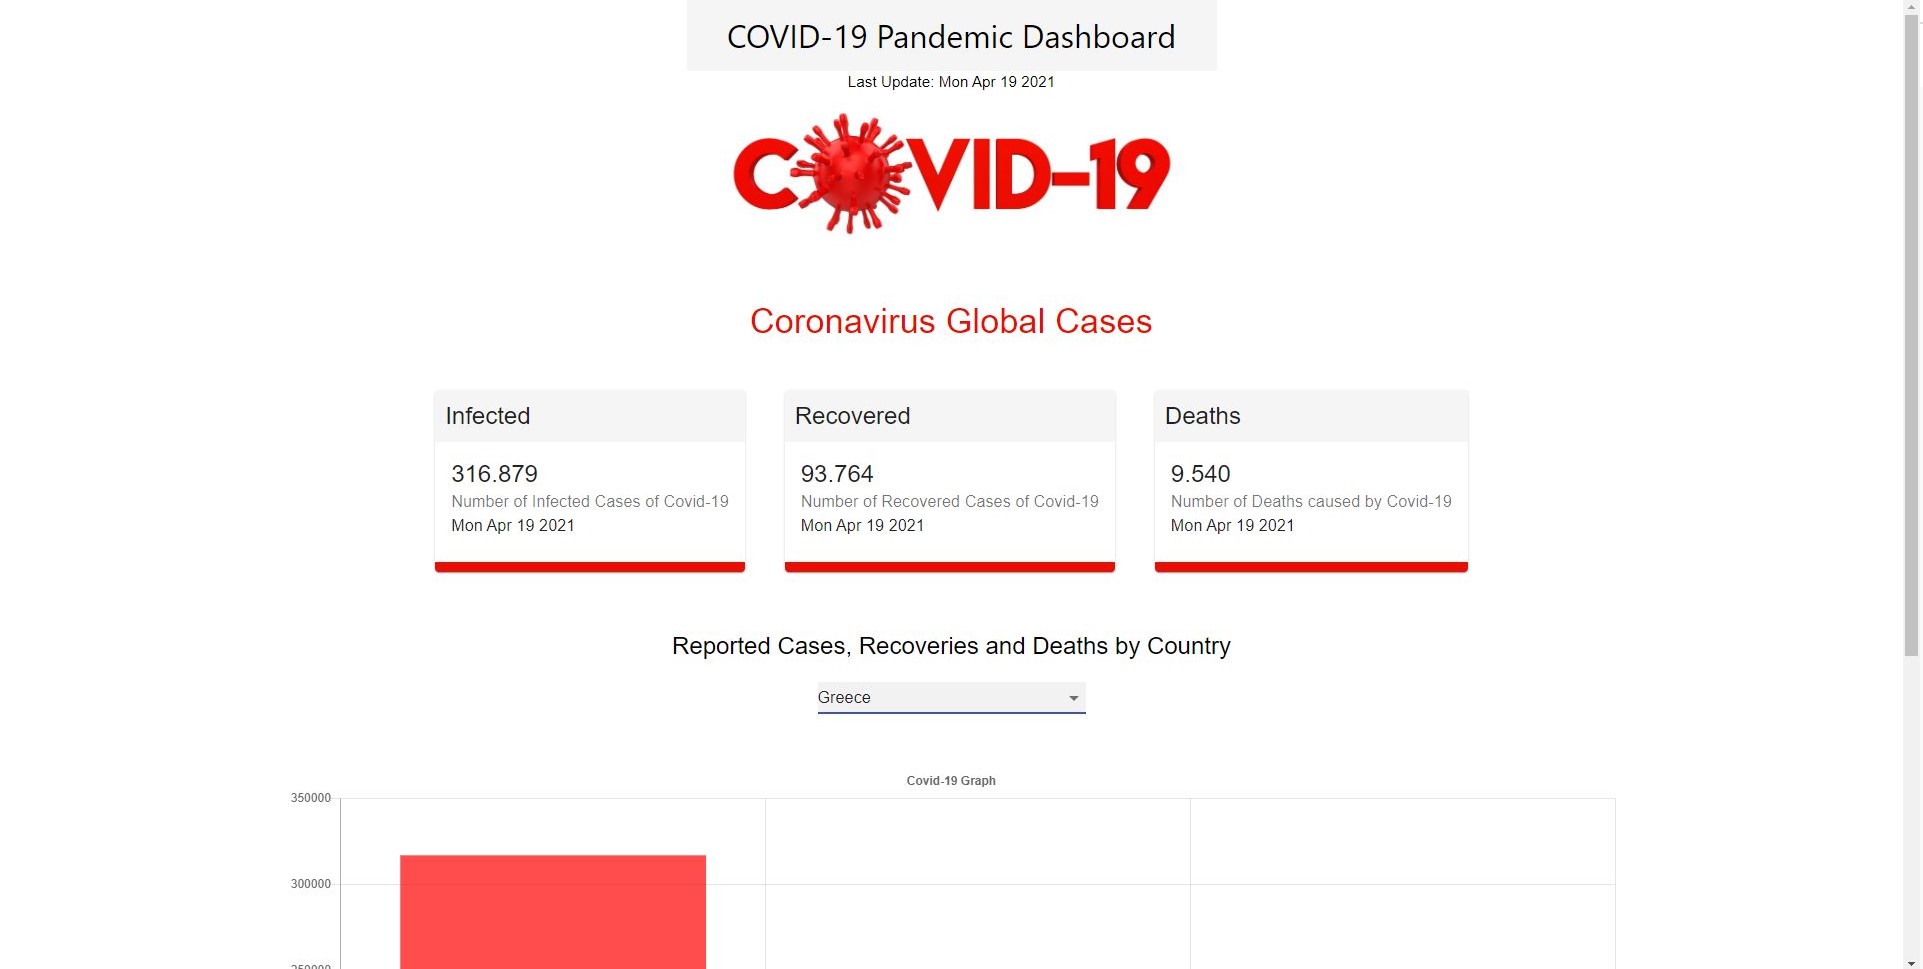 COVID-19 Pandemic Dashboard
Last Update: Mon Apr 19 2021
COVID-19
Coronavirus Global Cases
Infected
316.879
Number of Infected Cases of Covid-19
Mon Apr 19 2021
Recovered
93.764
Number of Recovered Cases of Covid-19
Mon Apr 19 2021
Deaths
9.540
Number of Deaths caused by Covid-19
Mon Apr 19 2021
Reported Cases, Recoveries and Deaths by Country
Greece
Covid-19 Graph
350000
300000